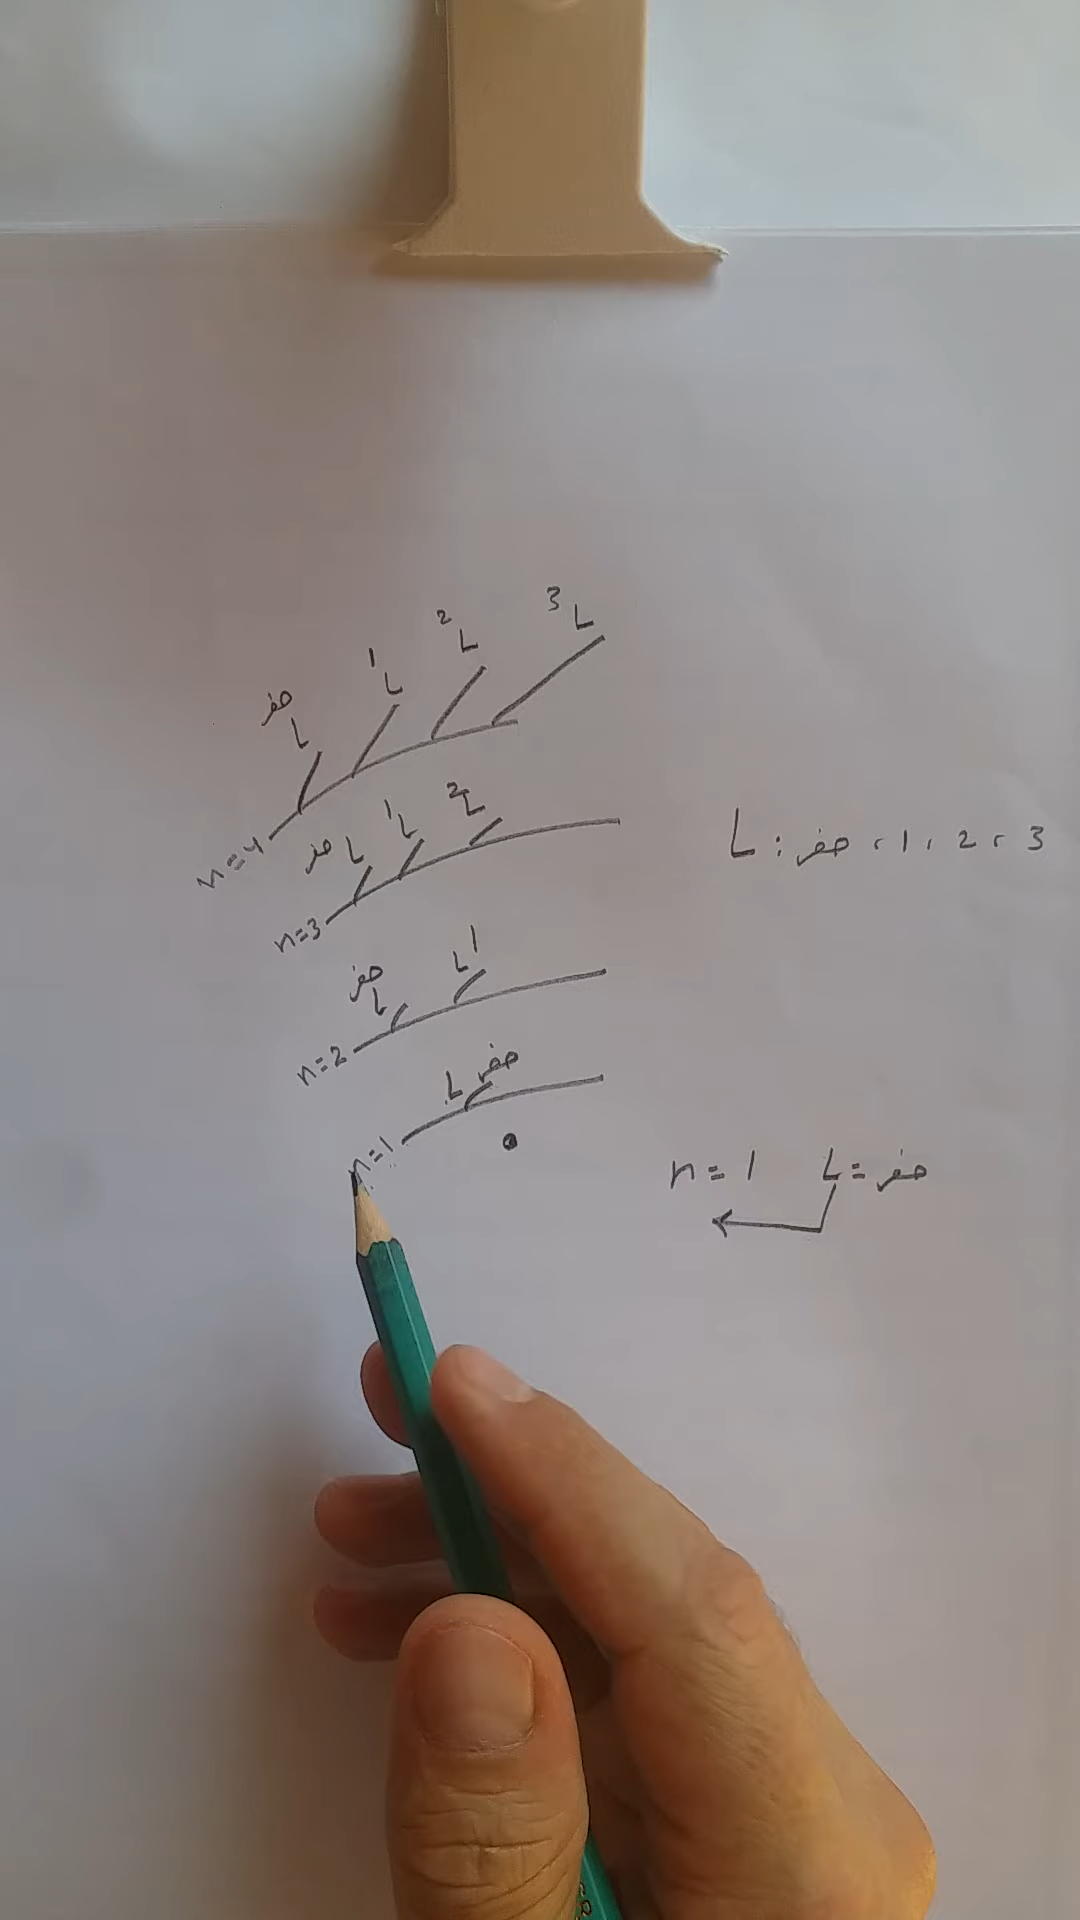 3 L
2 L
1 L
صفر L
n=4
2 L
1 L
صفر L
n=3
L : صفر ، 1 ، 2 ، 3
L 1
صفر L
n=2
L صفر
n=1
n = 1 L = صفر